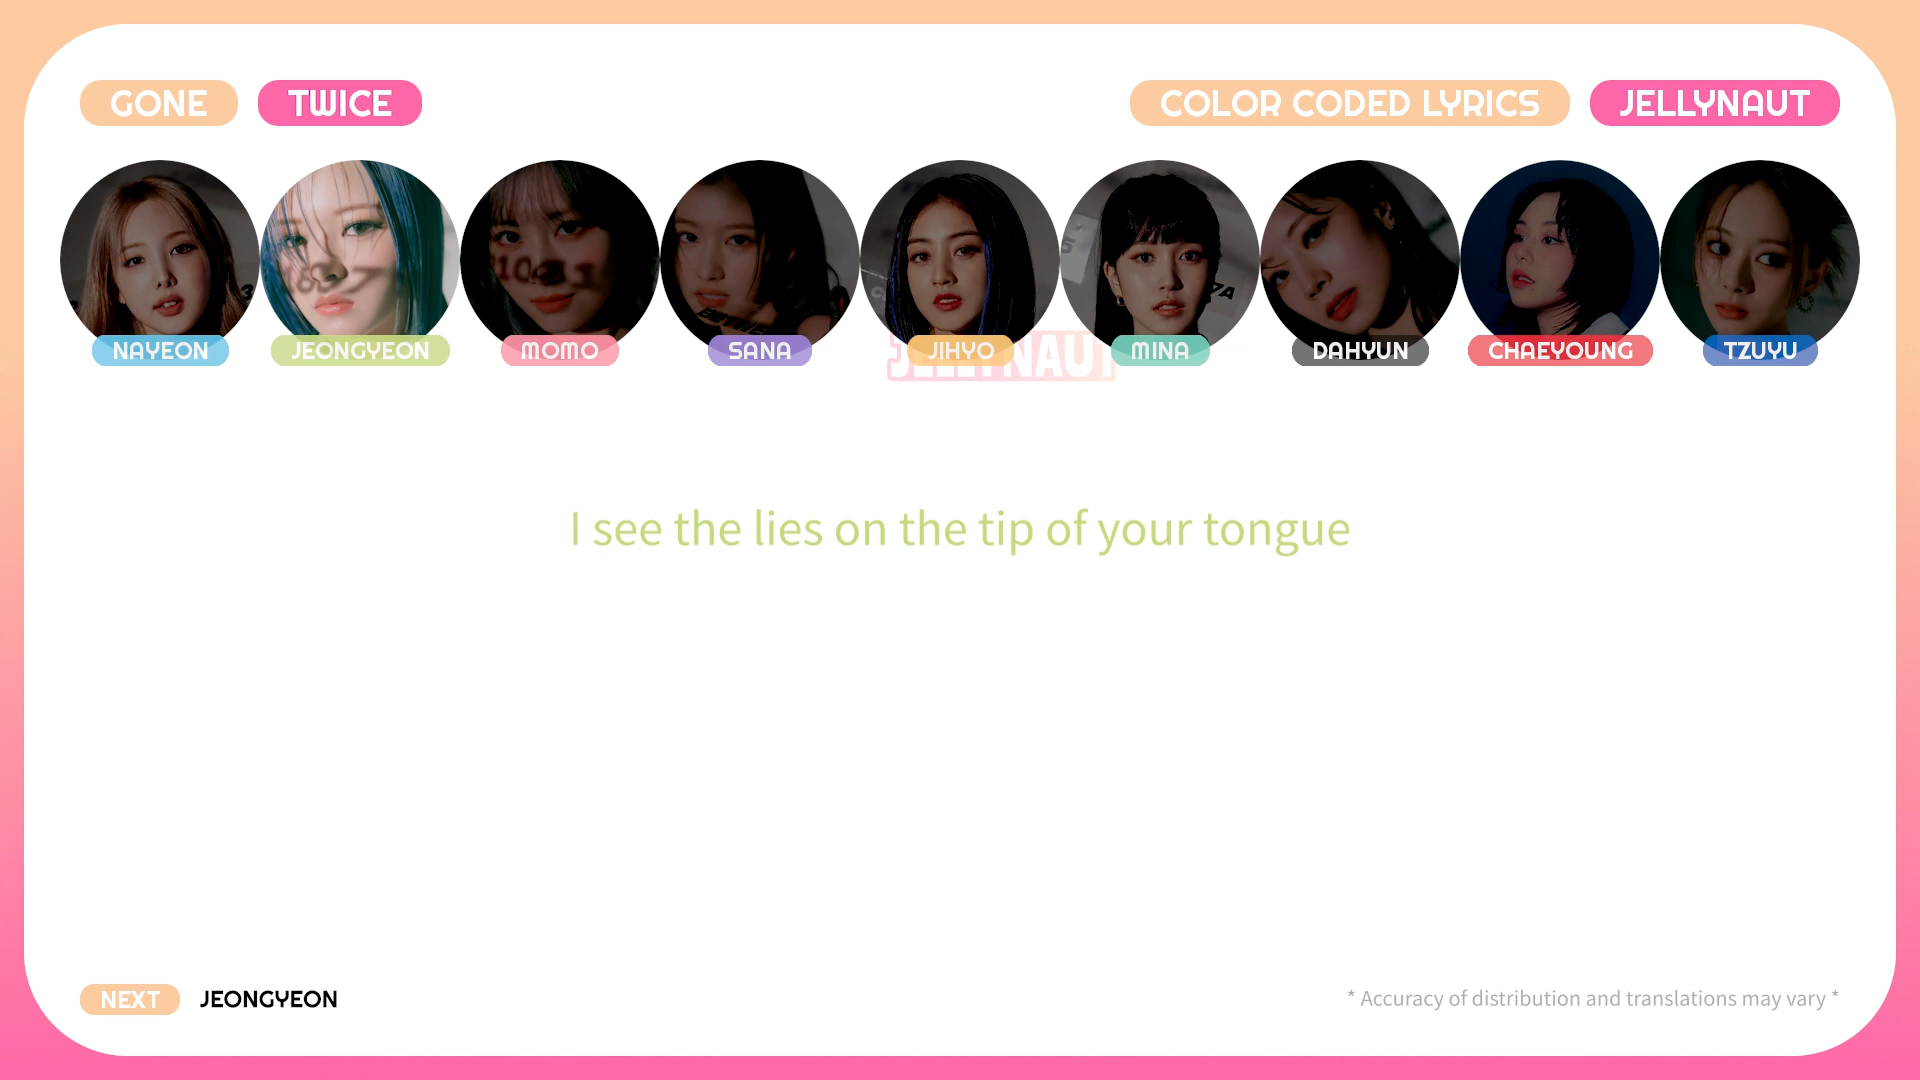 GONE TWICE COLOR CODED LYRICS JELLYNAUT
NAYEON JEONGYEON MOMO SANA JIHYO MINA DAHYUN CHAEYOUNG TZUYU
JELLYNAUT
I see the lies on the tip of your tongue
NEXT JEONGYEON * Accuracy of distribution and translations may vary *